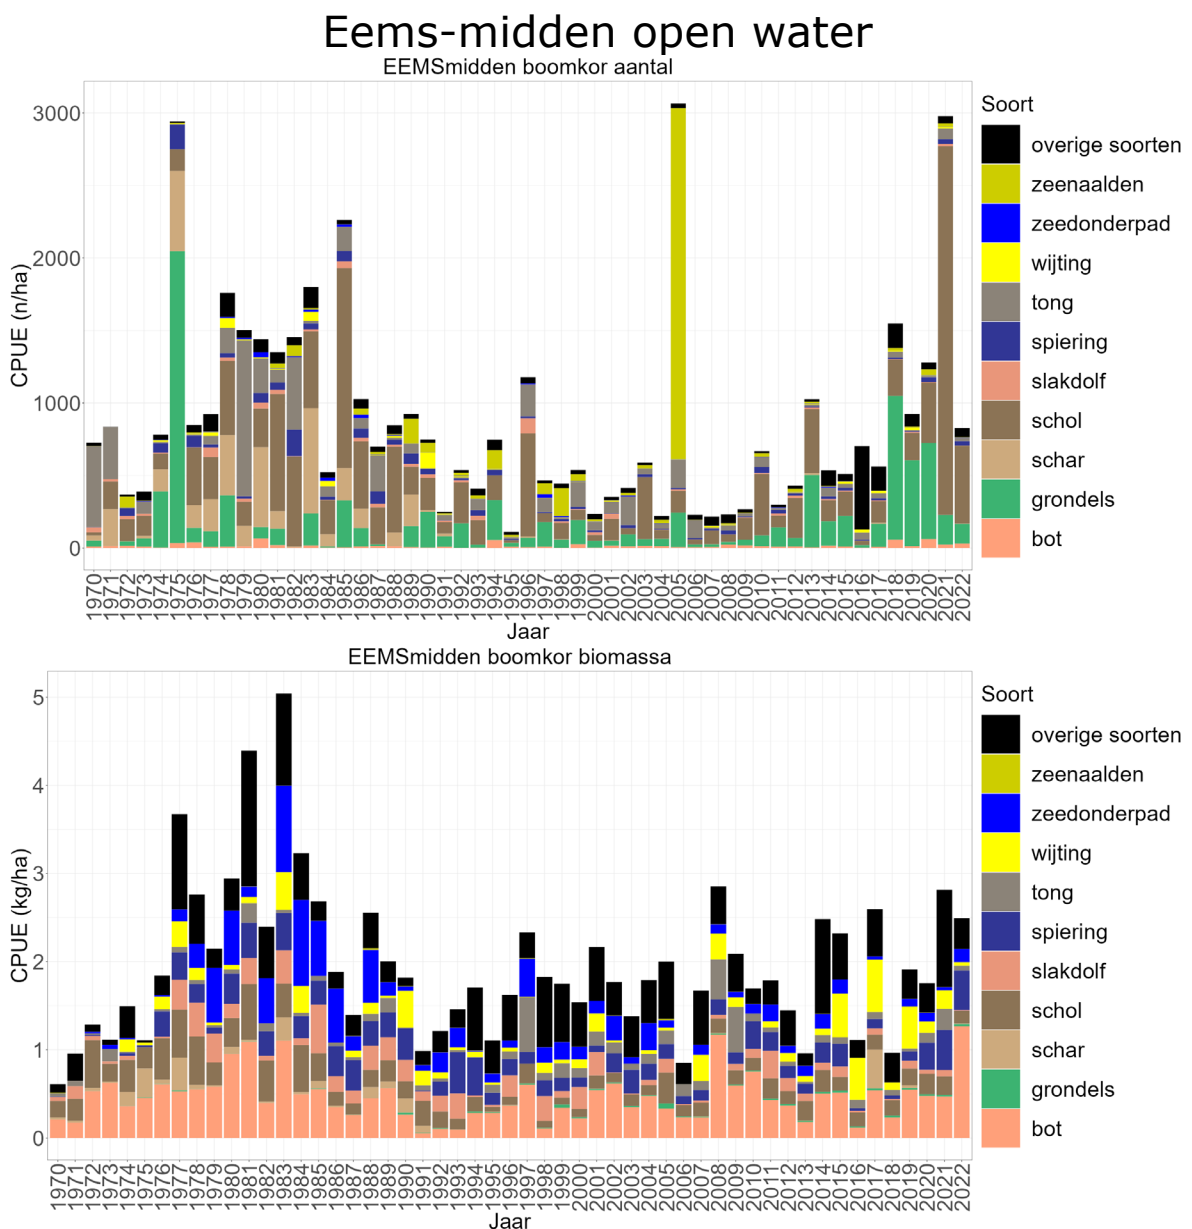 Eems-midden open water
EEMSmidden boomkor aantal
CPUE (n/ha)
3000
2000
1000
0
1970 1971 1972 1973 1974 1975 1976 1977 1978 1979 1980 1981 1982 1983 1984 1985 1986 1987 1988 1989 1990 1991 1992 1993 1994 1995 1996 1997 1998 1999 2000 2001 2002 2003 2004 2005 2006 2007 2008 2009 2010 2011 2012 2013 2014 2015 2016 2017 2018 2019 2020 2021 2022
Jaar
Soort
overige soorten
zeenaalden
zeedonderpad
wijting
tong
spiering
slakdolf
schol
schar
grondels
bot
EEMSmidden boomkor biomassa
CPUE (kg/ha)
5
4
3
2
1
0
1970 1971 1972 1973 1974 1975 1976 1977 1978 1979 1980 1981 1982 1983 1984 1985 1986 1987 1988 1989 1990 1991 1992 1993 1994 1995 1996 1997 1998 1999 2000 2001 2002 2003 2004 2005 2006 2007 2008 2009 2010 2011 2012 2013 2014 2015 2016 2017 2018 2019 2020 2021 2022
Jaar
Soort
overige soorten
zeenaalden
zeedonderpad
wijting
tong
spiering
slakdolf
schol
schar
grondels
bot